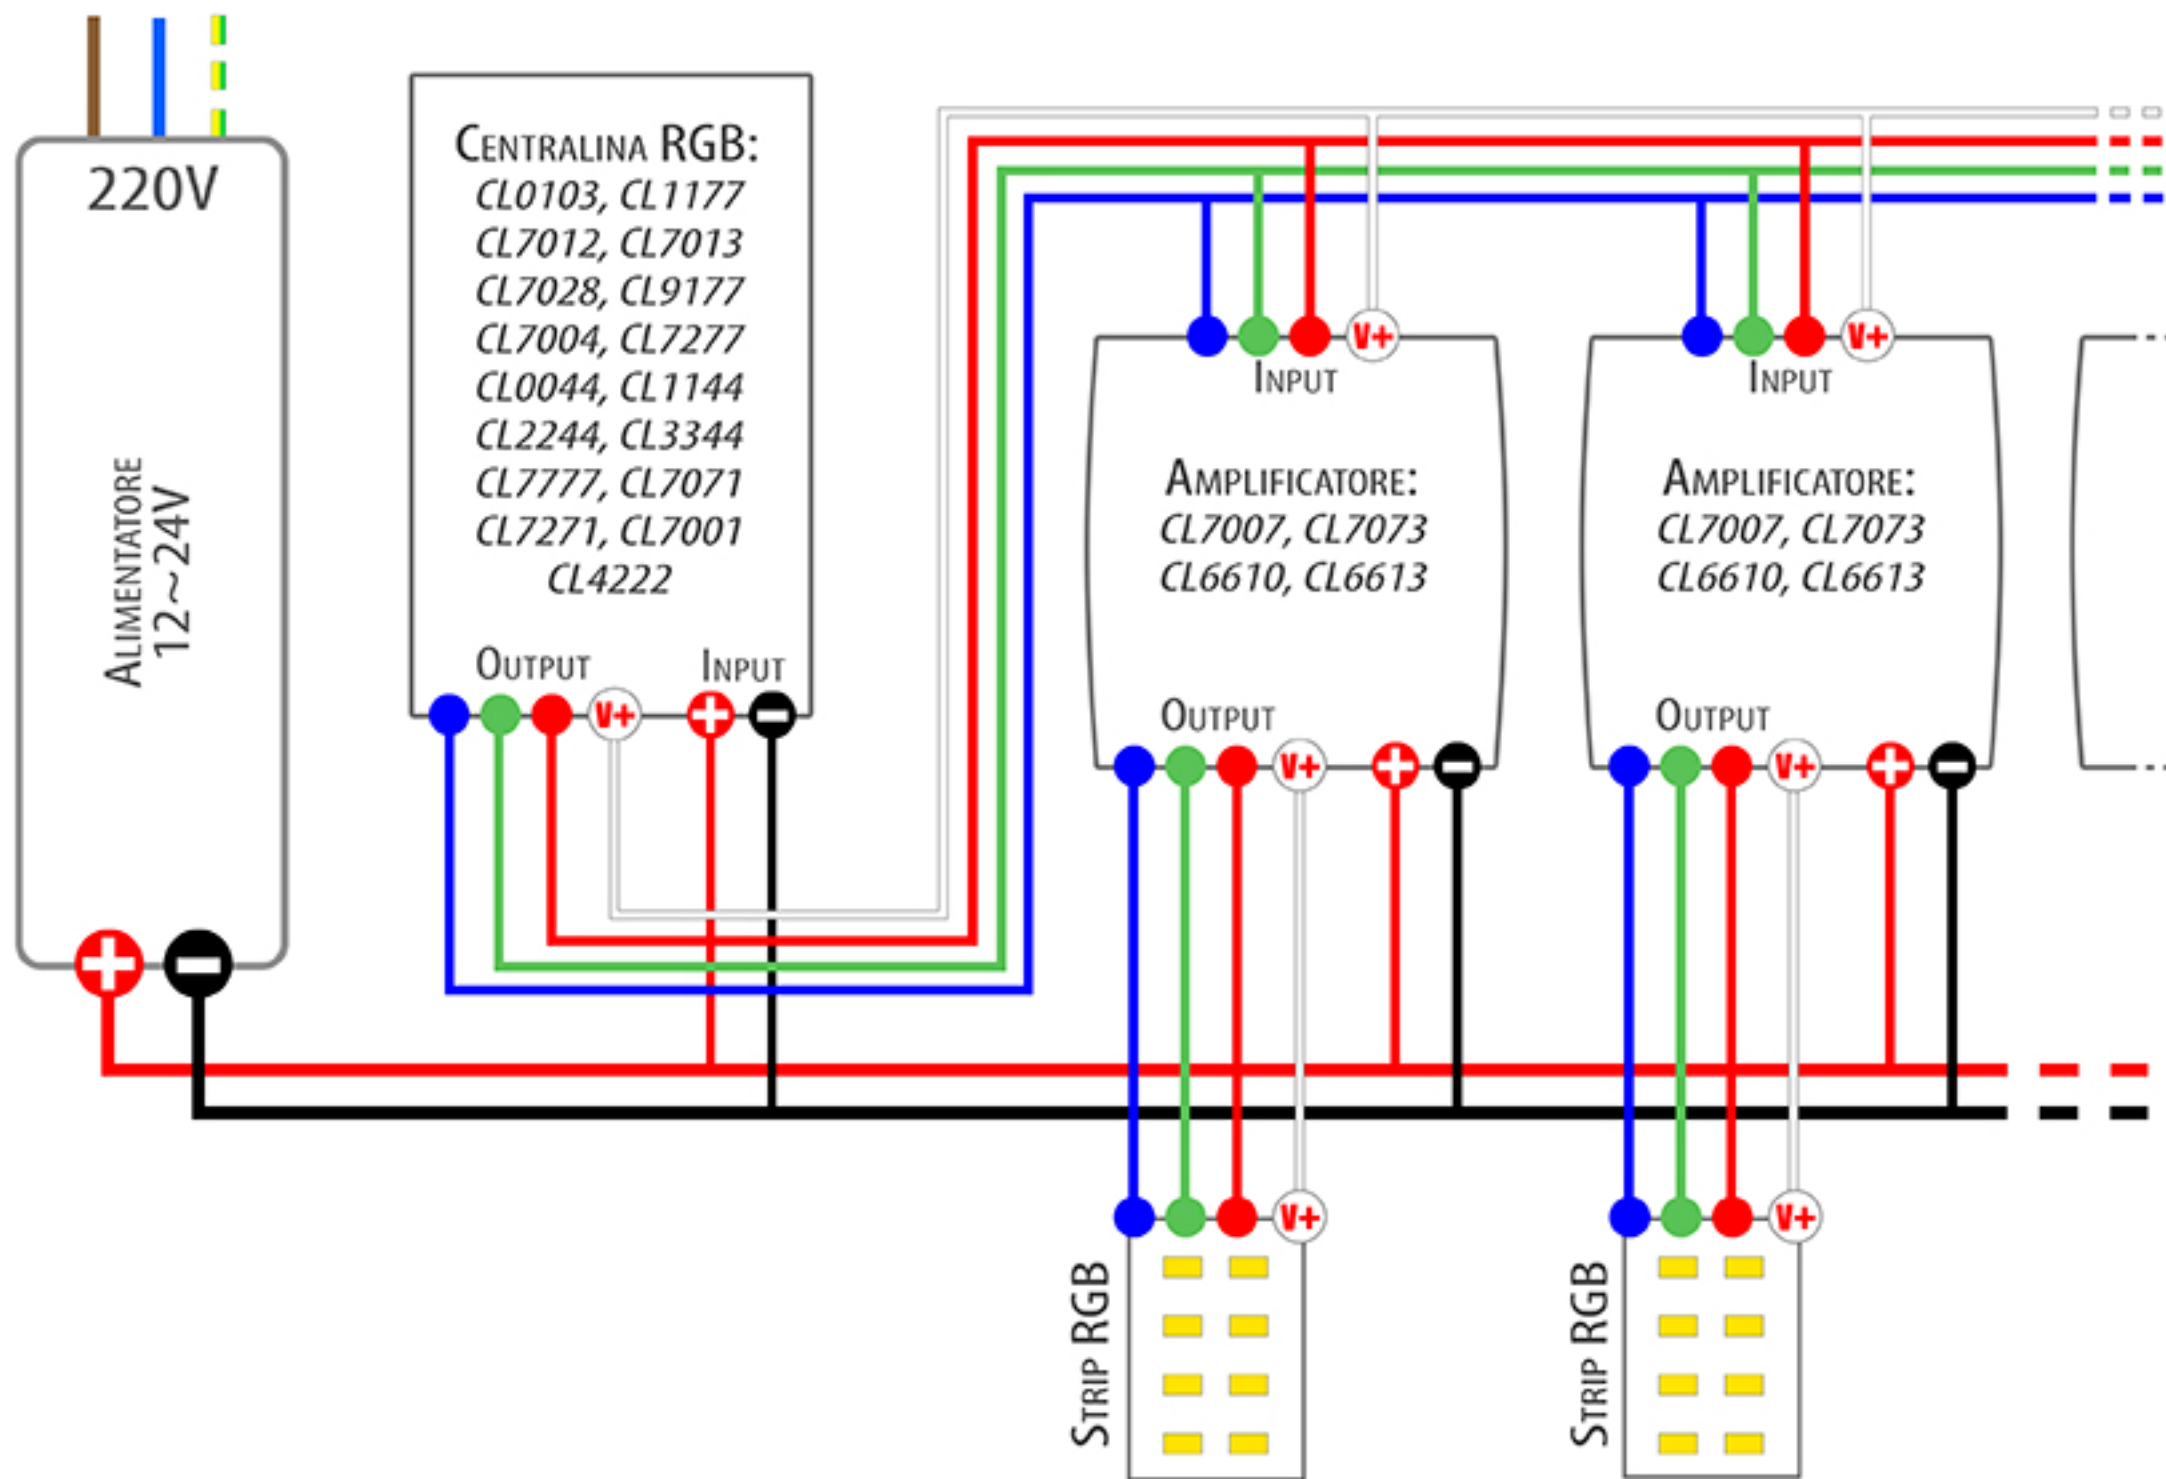 220V
Alimentatore
12~24V
Centralina RGB:
CL0103, CL1177
CL7012, CL7013
CL7028, CL9177
CL7004, CL7277
CL0044, CL1144
CL2244, CL3344
CL7777, CL7071
CL7271, CL7001
CL4222
Output
Input
V+
V+
Input
Amplificatore:
CL7007, CL7073
CL6610, CL6613
Output
V+
V+
Input
Amplificatore:
CL7007, CL7073
CL6610, CL6613
Output
V+
V+
Strip RGB
V+
Strip RGB